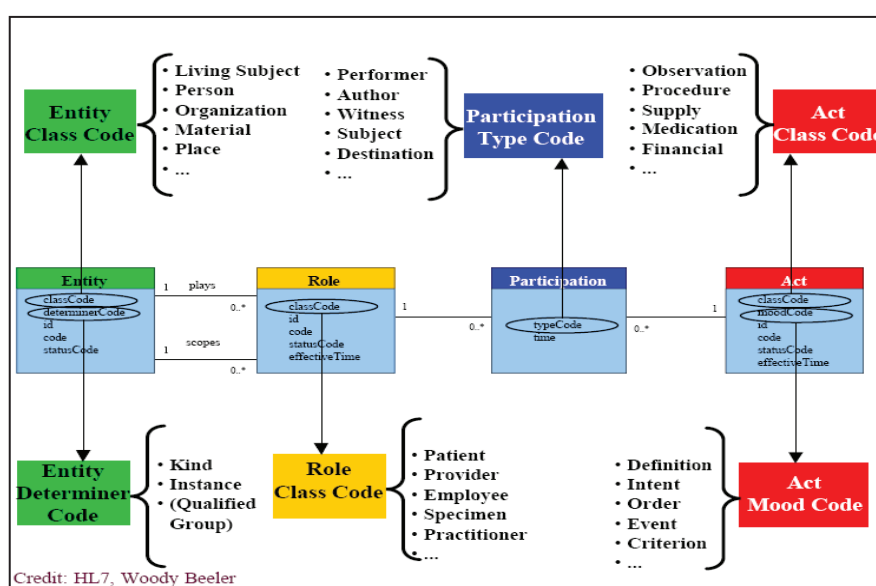 Entity
Class Code
• Living Subject
• Person
• Organization
• Material
• Place
• ...
• Performer
• Author
• Witness
• Subject
• Destination
• ...
Participation
Type Code
• Observation
• Procedure
• Supply
• Medication
• Financial
• ...
Act
Class Code
Entity
classCode
determinerCode
id
code
statusCode
1
plays
0..*
1
scopes
0..*
Role
classCode
id
code
statusCode
effectiveTime
1
0..*
Participation
typeCode
time
0..*
1
Act
classCode
moodCode
id
code
statusCode
effectiveTime
Entity
Determiner
Code
• Kind
• Instance
• (Qualified
Group)
Role
Class Code
• Patient
• Provider
• Employee
• Specimen
• Practitioner
• ...
• Definition
• Intent
• Order
• Event
• Criterion
• ...
Act
Mood Code
Credit: HL7, Woody Beeler